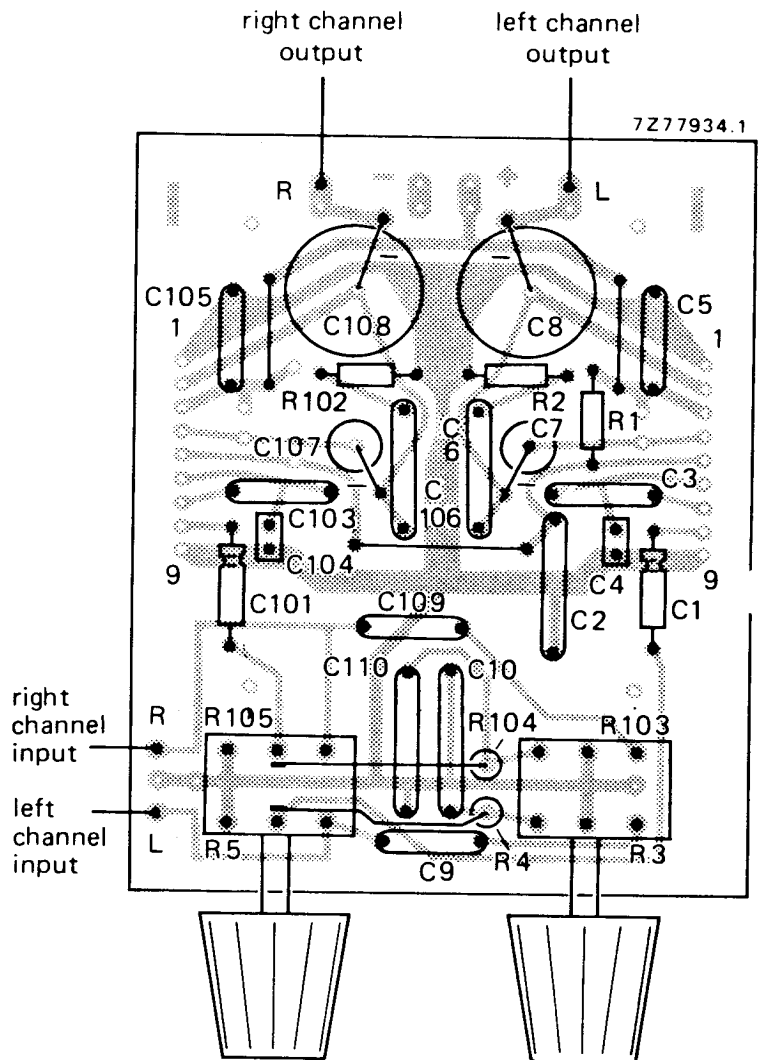 right channel
output
left channel
output
7Z77934.1
R
−
+
L
C105
1
−
−
C5
1
C108
C8
R102
R2
R1
C107
C7
C
6
C
106
−
−
C3
C103
C104
C4
9
9
C101
C109
C2
C1
C110
C10
right
channel
input
R
R105
R104
R103
left
channel
input
L
R5
R4
R3
C9